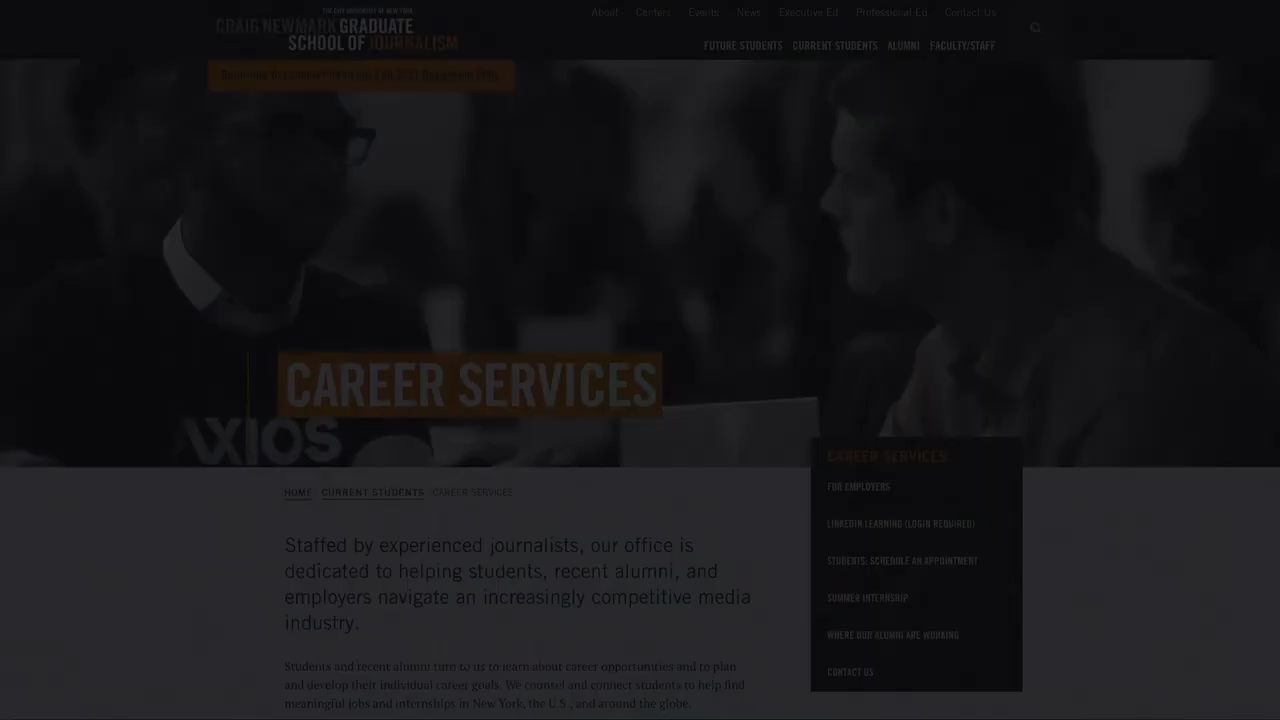 THE CITY UNIVERSITY OF NEW YORK
CRAIG NEWMARK GRADUATE
SCHOOL OF JOURNALISM
About Centers Events News Executive Ed Professional Ed Contact Us
FUTURE STUDENTS CURRENT STUDENTS ALUMNI FACULTY/STAFF
Fall 2021
CAREER SERVICES
AXIOS
HOME CURRENT STUDENTS CAREER SERVICES
Staffed by experienced journalists, our office is
dedicated to helping students, recent alumni, and
employers navigate an increasingly competitive media
industry.
Students and recent alumni turn to us to learn about career opportunities and to plan
and develop their individual career goals. We counsel and connect students to help find
meaningful jobs and internships in New York, the U.S., and around the globe.
CAREER SERVICES
FOR EMPLOYERS
LINKEDIN LEARNING (LOGIN REQUIRED)
STUDENTS: SCHEDULE AN APPOINTMENT
SUMMER INTERNSHIP
WHERE OUR ALUMNI ARE WORKING
CONTACT US